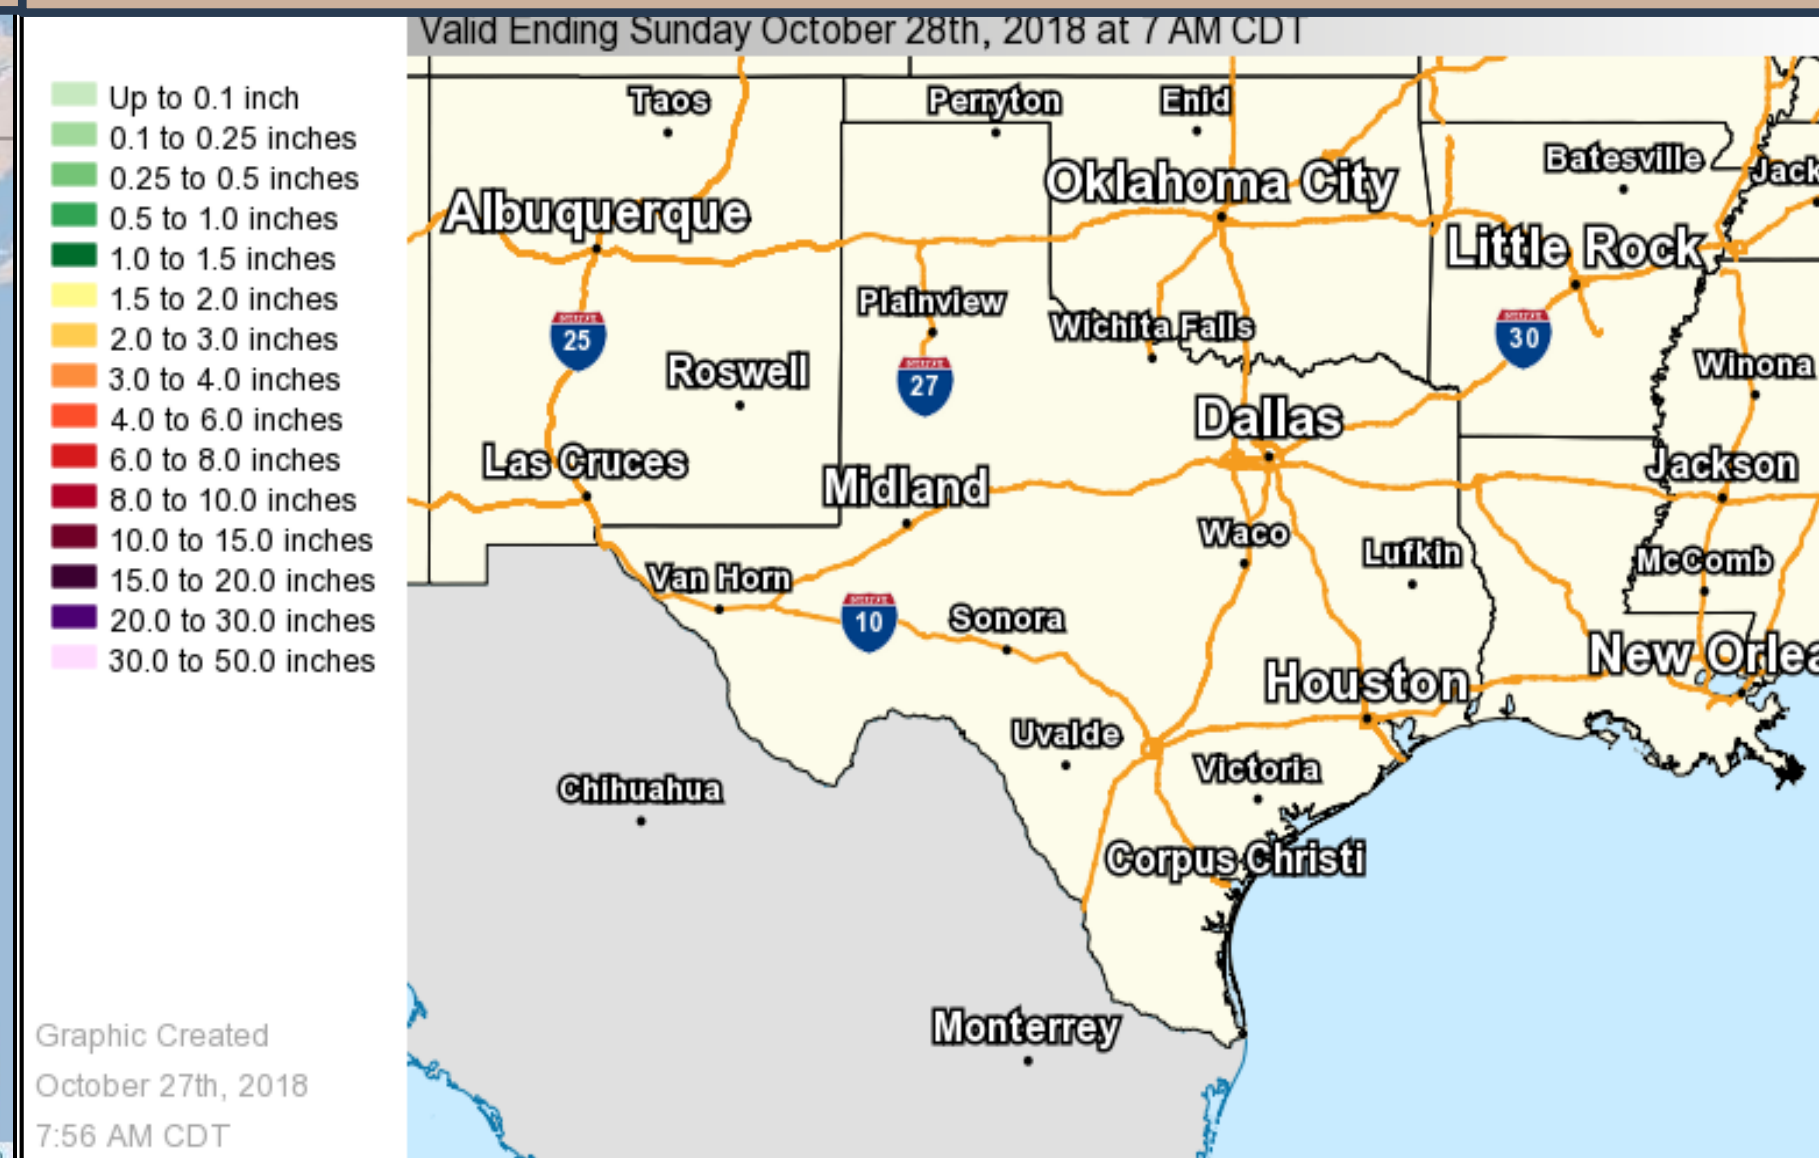 Valid Ending Sunday October 28th, 2018 at 7 AM CDT
Up to 0.1 inch
0.1 to 0.25 inches
0.25 to 0.5 inches
0.5 to 1.0 inches
1.0 to 1.5 inches
1.5 to 2.0 inches
2.0 to 3.0 inches
3.0 to 4.0 inches
4.0 to 6.0 inches
6.0 to 8.0 inches
8.0 to 10.0 inches
10.0 to 15.0 inches
15.0 to 20.0 inches
20.0 to 30.0 inches
30.0 to 50.0 inches
Graphic Created
October 27th, 2018
7:56 AM CDT
Taos
Perryton
Enid
Batesville
Jack
Oklahoma City
Albuquerque
Little Rock
Plainview
Wichita Falls
25
30
Roswell
27
Winona
Dallas
Las Cruces
Midland
Jackson
Waco
Lufkin
McComb
Van Horn
10
Sonora
New Orlea
Houston
Uvalde
Victoria
Chihuahua
Corpus Christi
Monterrey